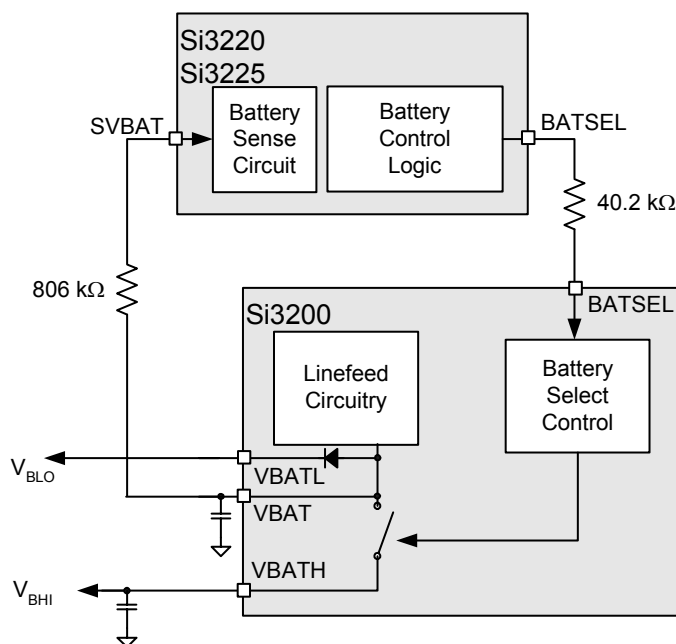 Si3220
Si3225
SVBAT
Battery
Sense
Circuit
Battery
Control
Logic
BATSEL
40.2 kΩ
806 kΩ
BATSEL
Si3200
Linefeed
Circuitry
Battery
Select
Control
VBLO
VBATL
VBAT
VBATH
VBHI